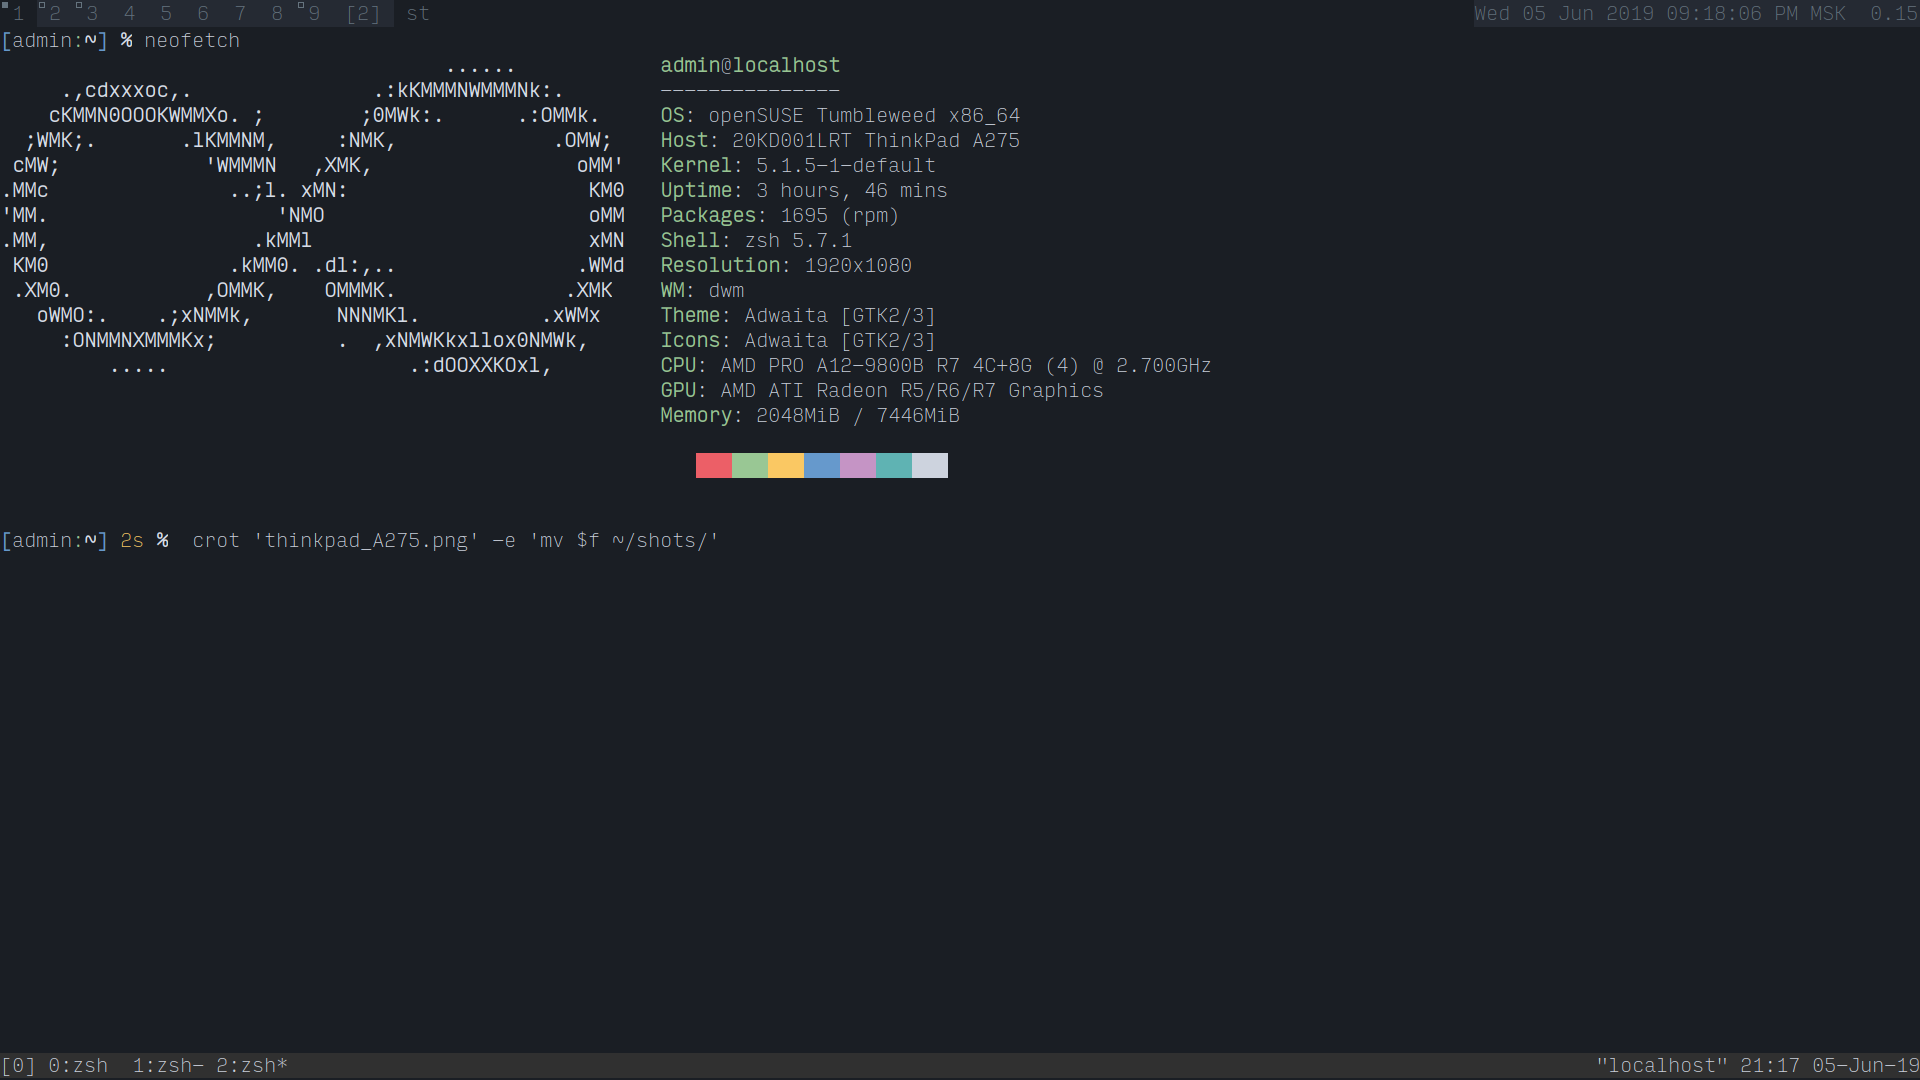 1 2 3 4 5 6 7 8 9 [2] st Wed 05 Jun 2019 09:18:06 PM MSK 0.15
[admin:~] % neofetch
...... admin@localhost
.,cdxxxoc,. .:kKMMMNWMMMNk:. ---------------
cKMMN0OOOKWMMXo. ; ;0MWk:. .:OMMk. OS: openSUSE Tumbleweed x86_64
;WMK;. .lKMMNM, :NMK, .OMW; Host: 20KD001LRT ThinkPad A275
cMW; 'WMMMN ,XMK, oMM' Kernel: 5.1.5-1-default
.MMc ..;l. xMN: KM0 Uptime: 3 hours, 46 mins
'MM. 'NMO oMM Packages: 1695 (rpm)
.MM, .kMMl xMN Shell: zsh 5.7.1
KM0 .kMM0. .dl:,.. .WMd Resolution: 1920x1080
.XM0. ,OMMK, OMMMK. .XMK WM: dwm
oWMO:. .;xNMMk, NNNMKl. .xWMx Theme: Adwaita [GTK2/3]
:ONMMNXMMMKx; . ,xNMWKkxllox0NMWk, Icons: Adwaita [GTK2/3]
..... .:dOOXXKOxl, CPU: AMD PRO A12-9800B R7 4C+8G (4) @ 2.700GHz
GPU: AMD ATI Radeon R5/R6/R7 Graphics
Memory: 2048MiB / 7446MiB
[admin:~] 2s % crot 'thinkpad_A275.png' -e 'mv $f ~/shots/'
[0] 0:zsh 1:zsh- 2:zsh* "localhost" 21:17 05-Jun-19